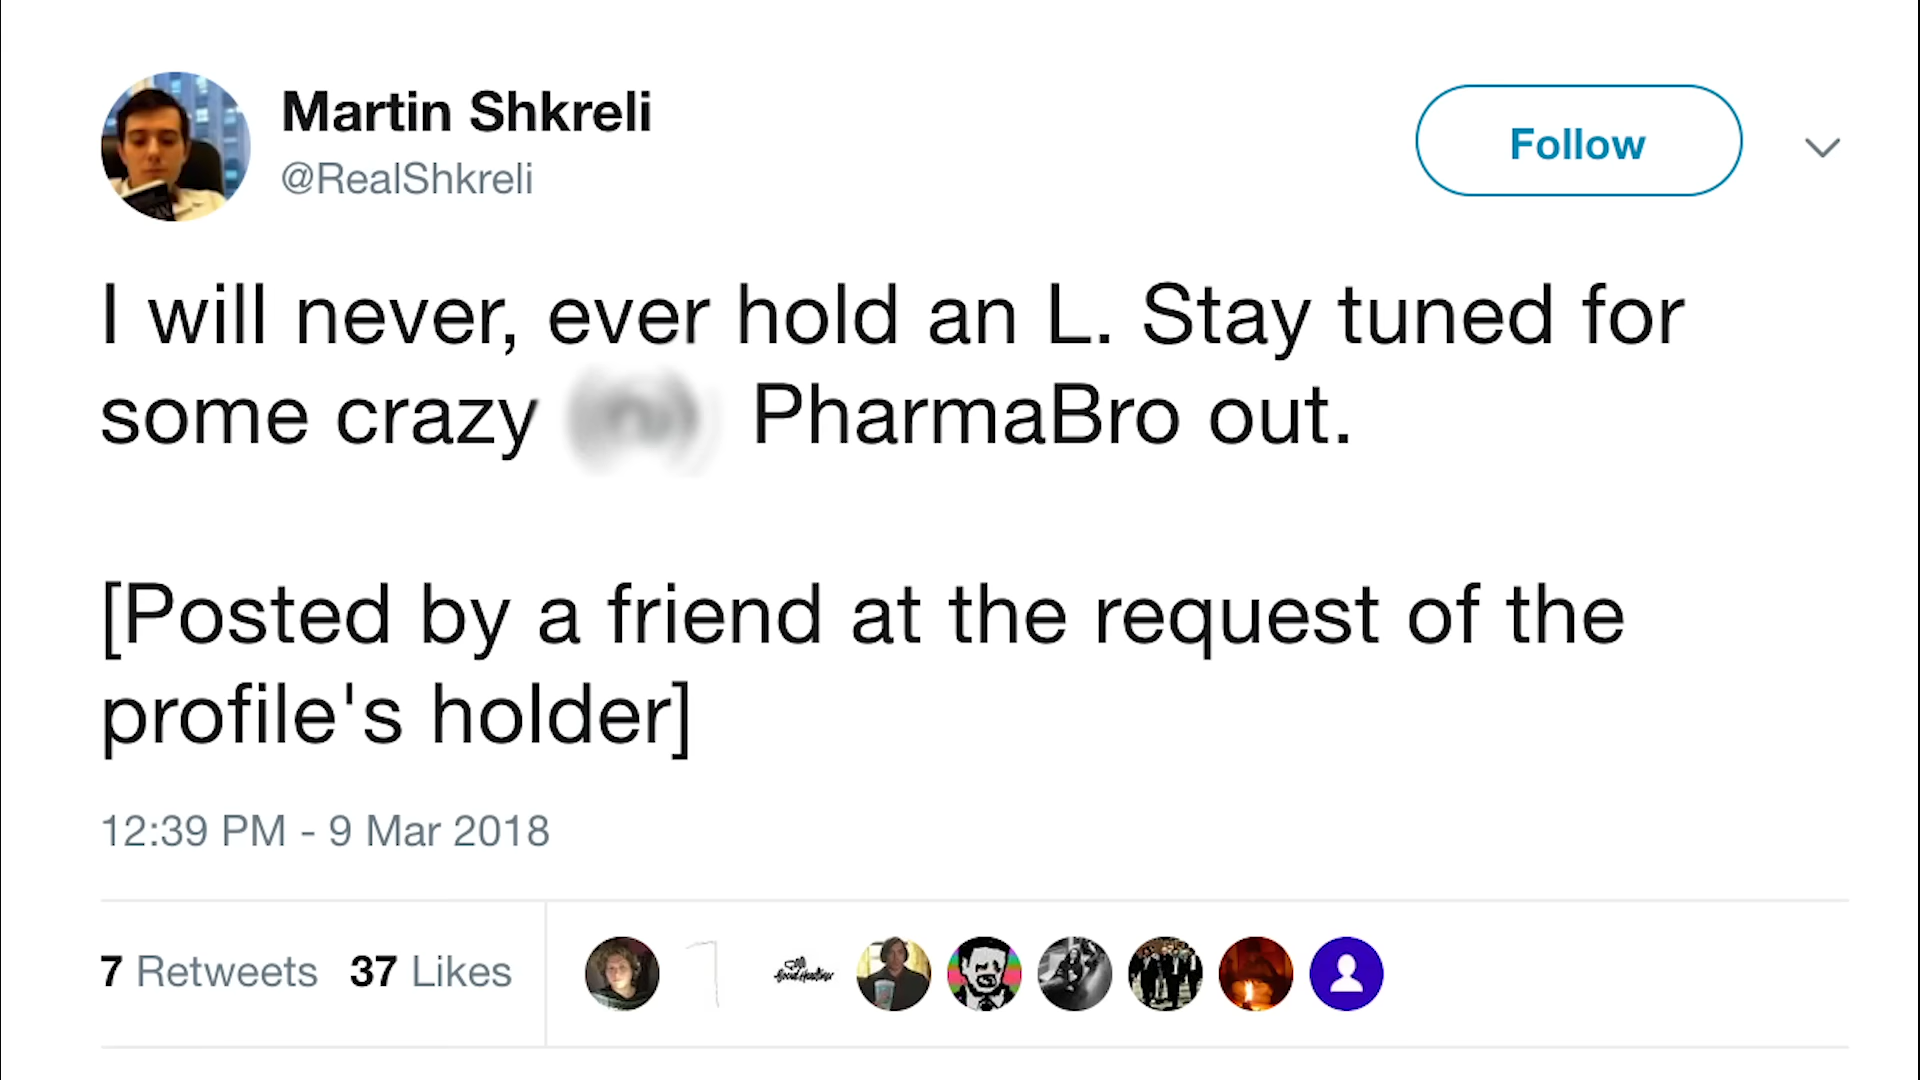 Martin Shkreli
@RealShkreli
Follow
I will never, ever hold an L. Stay tuned for
some crazy PharmaBro out.
[Posted by a friend at the request of the
profile's holder]
12:39 PM - 9 Mar 2018
7 Retweets 37 Likes